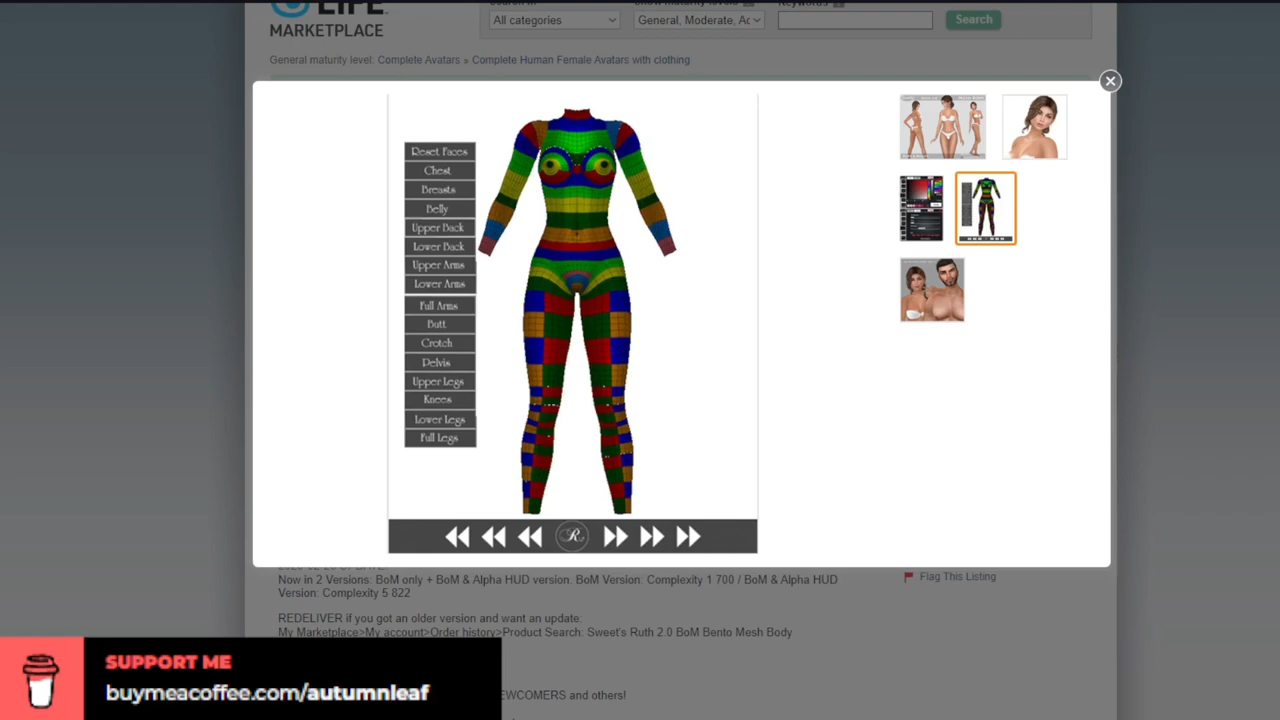 LIFE
MARKETPLACE
All categories
General, Moderate, Ac
Search
General maturity level: Complete Avatars » Complete Human Female Avatars with clothing
Reset Faces
Chest
Breasts
Belly
Upper Back
Lower Back
Upper Arms
Lower Arms
Full Arms
Butt
Crotch
Pelvis
Upper Legs
Knees
Lower Legs
Full Legs
R
Now in 2 Versions: BoM only + BoM & Alpha HUD version. BoM Version: Complexity 1 700 / BoM & Alpha HUD
Version: Complexity 5 822
Flag This Listing
REDELIVER if you got an older version and want an update:
My Marketplace>My account>Order history>Product Search: Sweet's Ruth 2.0 BoM Bento Mesh Body
EWCOMERS and others!
SUPPORT ME
buymeacoffee.com/autumnleaf